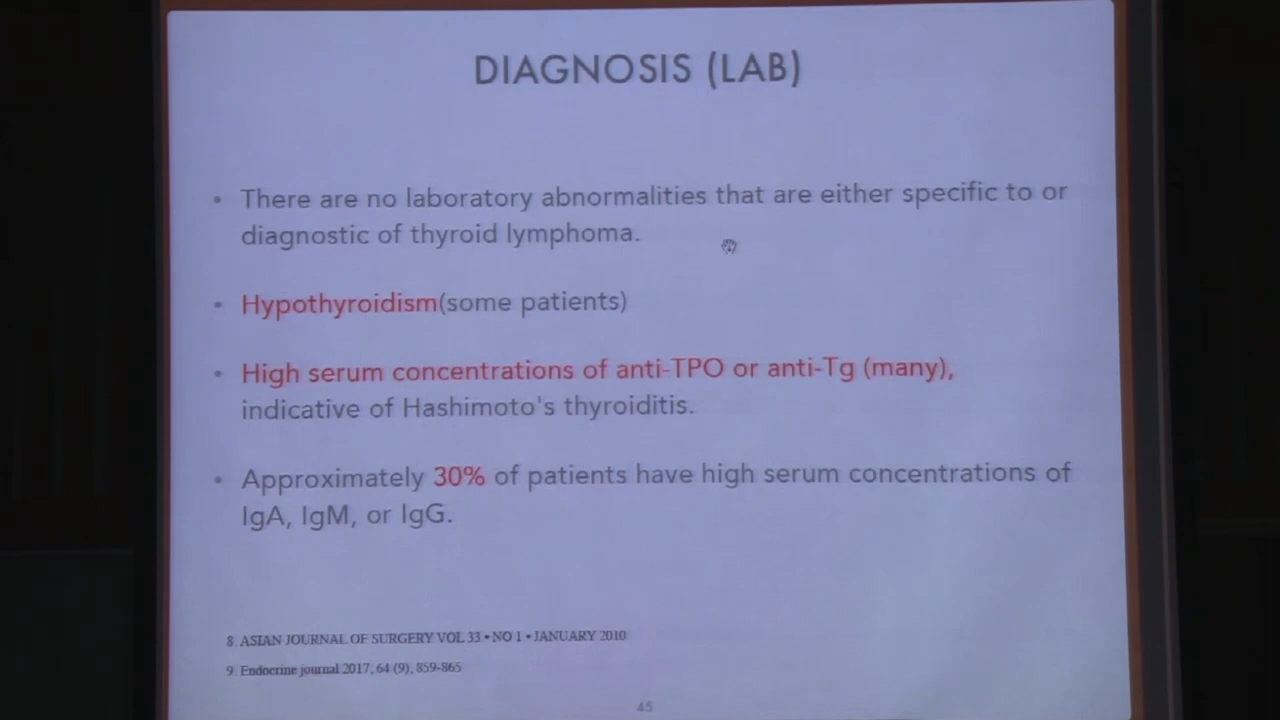 DIAGNOSIS (LAB)
• There are no laboratory abnormalities that are either specific to or
diagnostic of thyroid lymphoma.
• Hypothyroidism(some patients)
• High serum concentrations of anti-TPO or anti-Tg (many),
indicative of Hashimoto's thyroiditis.
• Approximately 30% of patients have high serum concentrations of
IgA, IgM, or IgG.
8. ASIAN JOURNAL OF SURGERY VOL 33 • NO 1 • JANUARY 2010
9. Endocrine journal 2017, 64 (9), 859-865
45